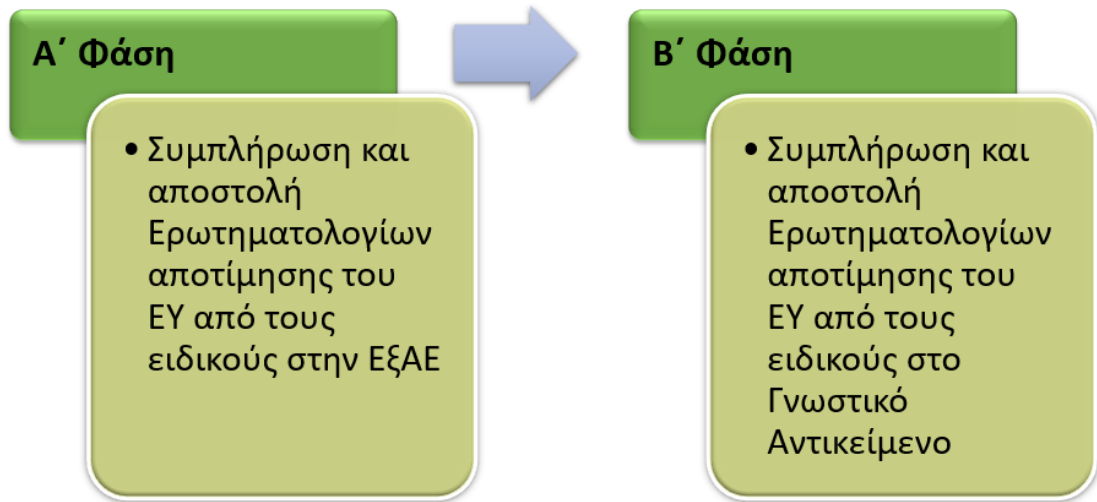 Α΄ Φάση
• Συμπλήρωση και
αποστολή
Ερωτηματολογίων
αποτίμησης του
ΕΥ από τους
ειδικούς στην ΕξΑΕ
Β΄ Φάση
• Συμπλήρωση και
αποστολή
Ερωτηματολογίων
αποτίμησης του
ΕΥ από τους
ειδικούς στο
Γνωστικό
Αντικείμενο